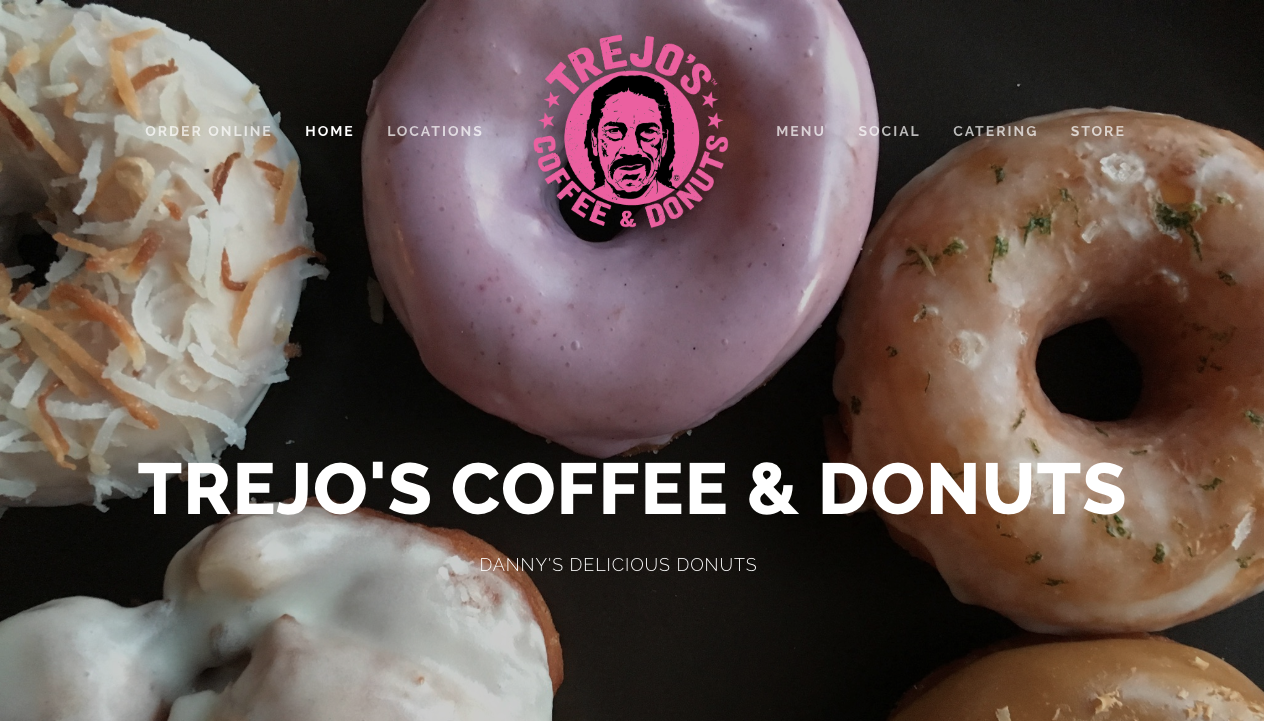 TREJO'S
COFFEE & DONUTS
ORDER ONLINE HOME LOCATIONS MENU SOCIAL CATERING STORE
TREJO'S COFFEE & DONUTS
DANNY'S DELICIOUS DONUTS